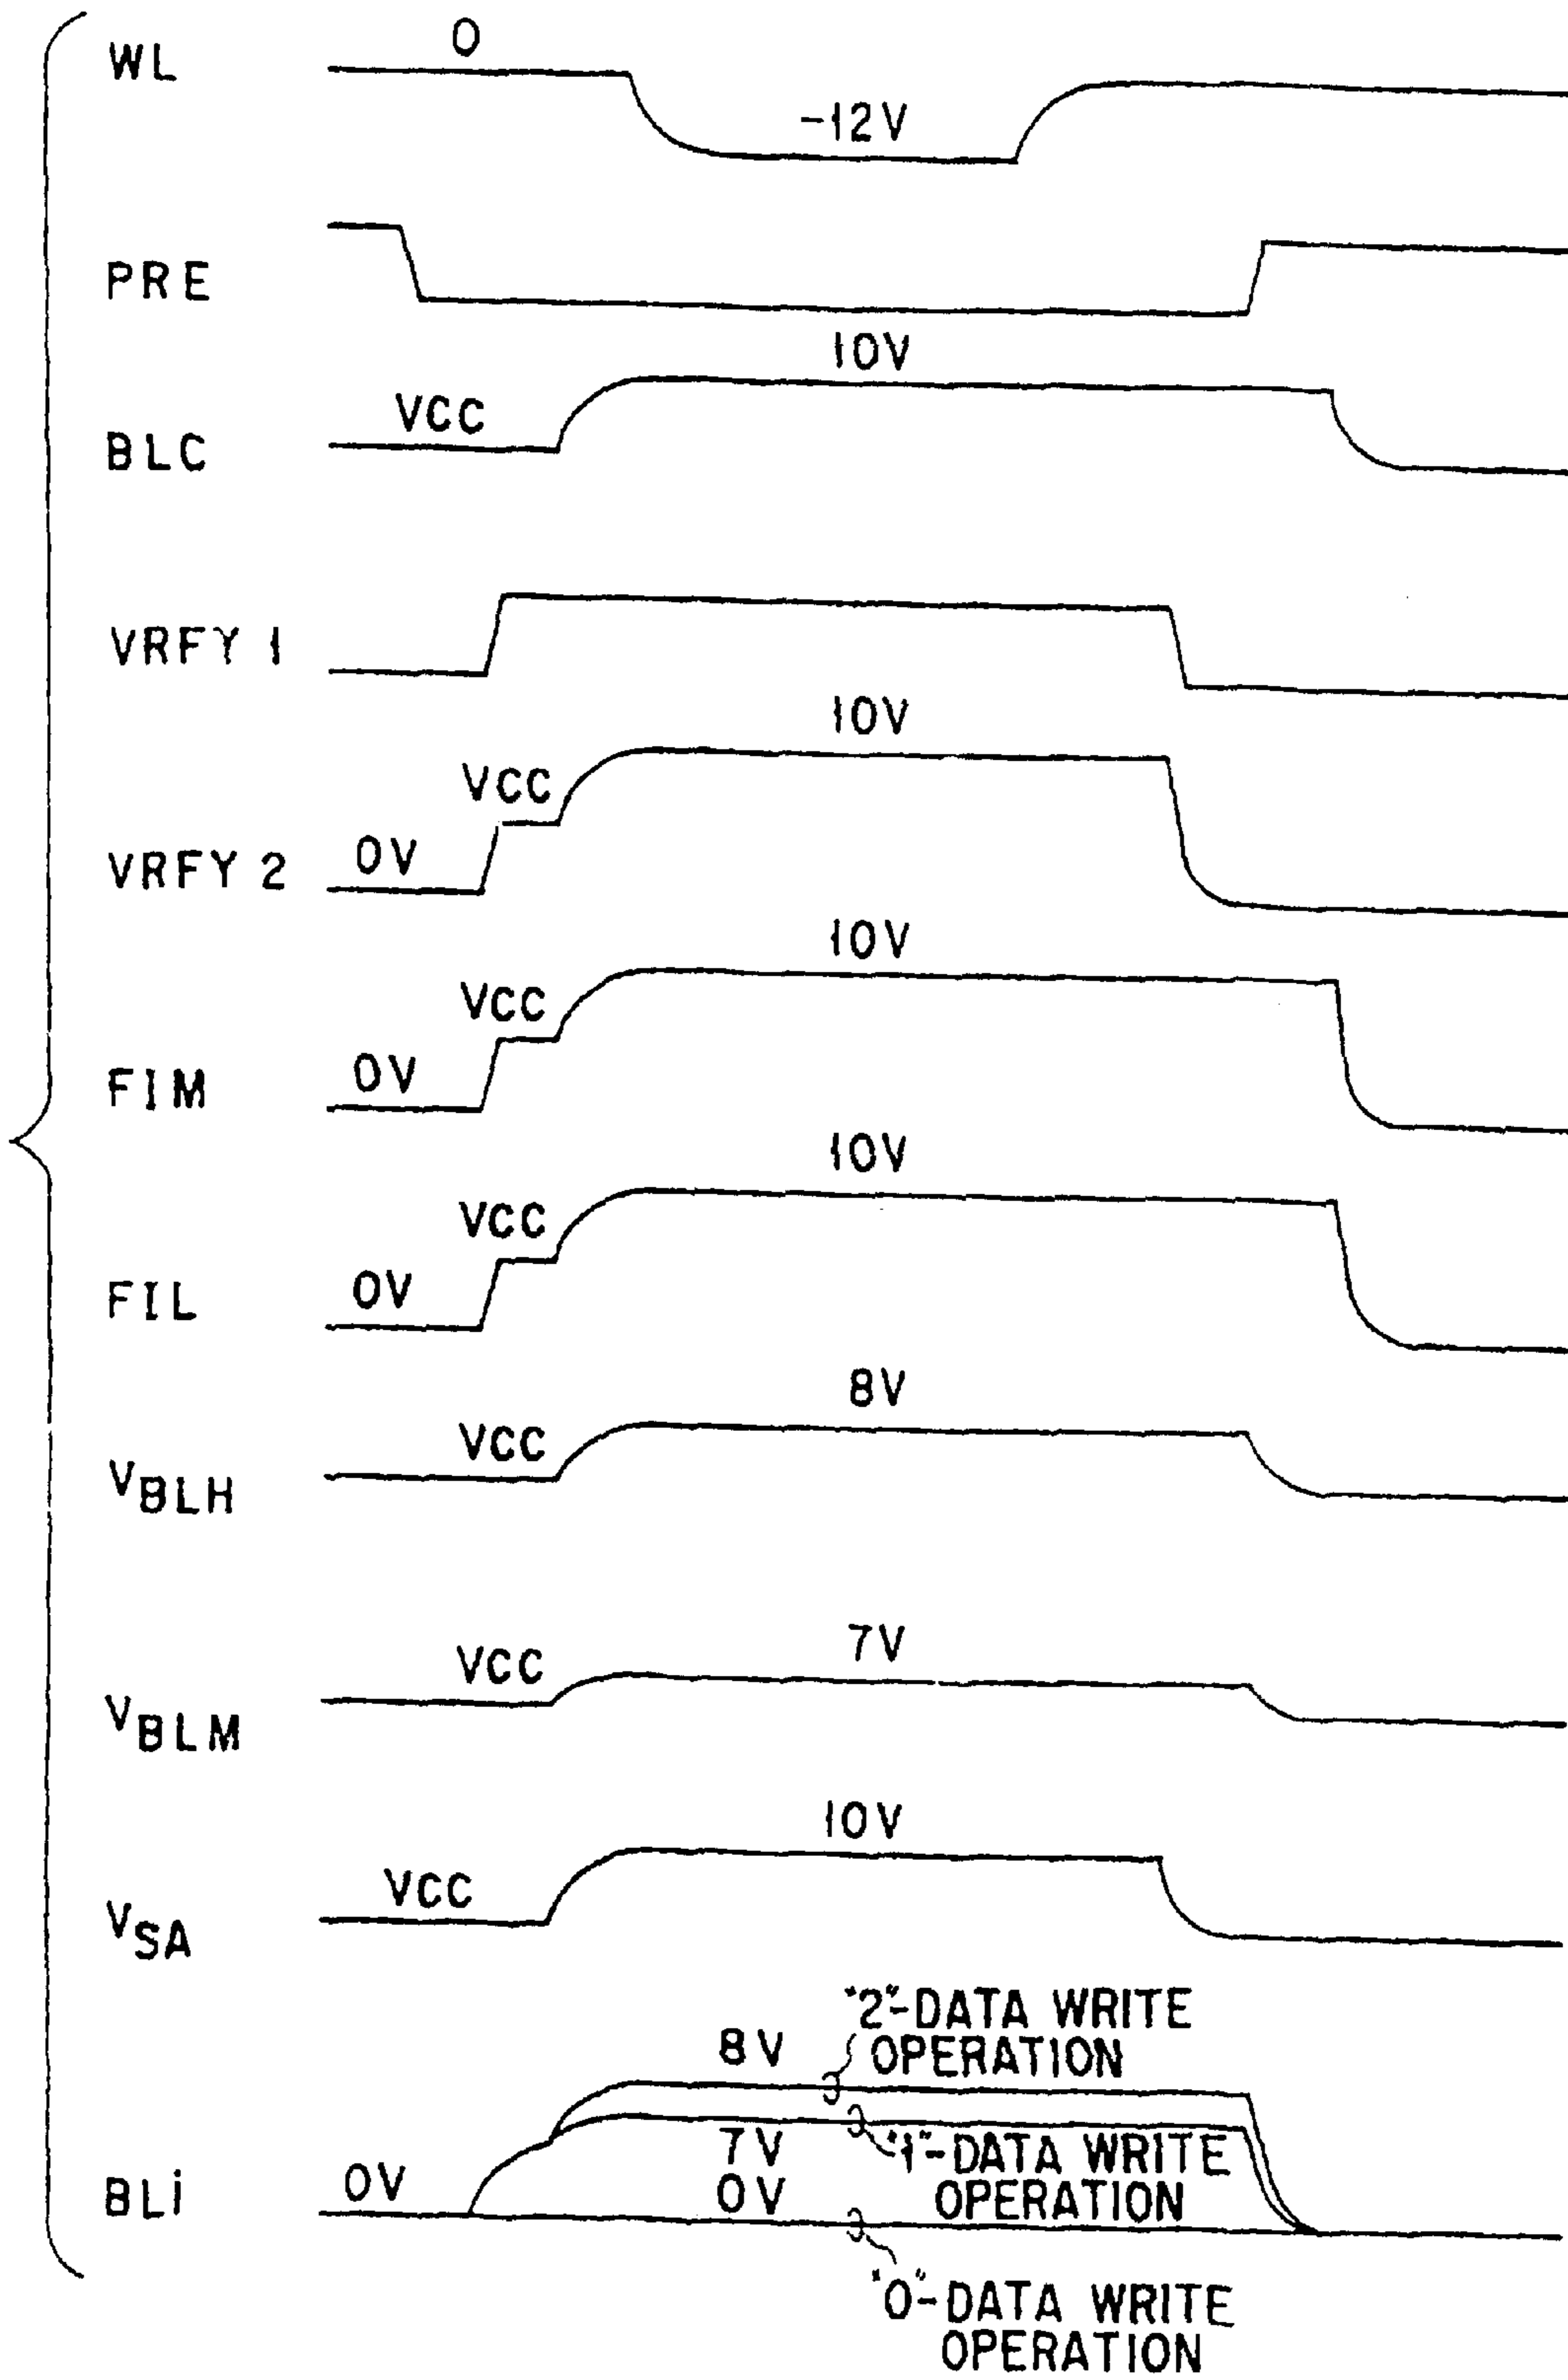 WL 0 -12V
PRE
BLC VCC 10V
VRFY 1
VRFY 2 0V VCC 10V
FIM 0V VCC 10V
FIL 0V VCC 10V
VBLH VCC 8V
VBLM VCC 7V
VSA VCC 10V
8V "2"-DATA WRITE
OPERATION
7V "1"-DATA WRITE
BLi 0V 0V OPERATION
"0"-DATA WRITE
OPERATION